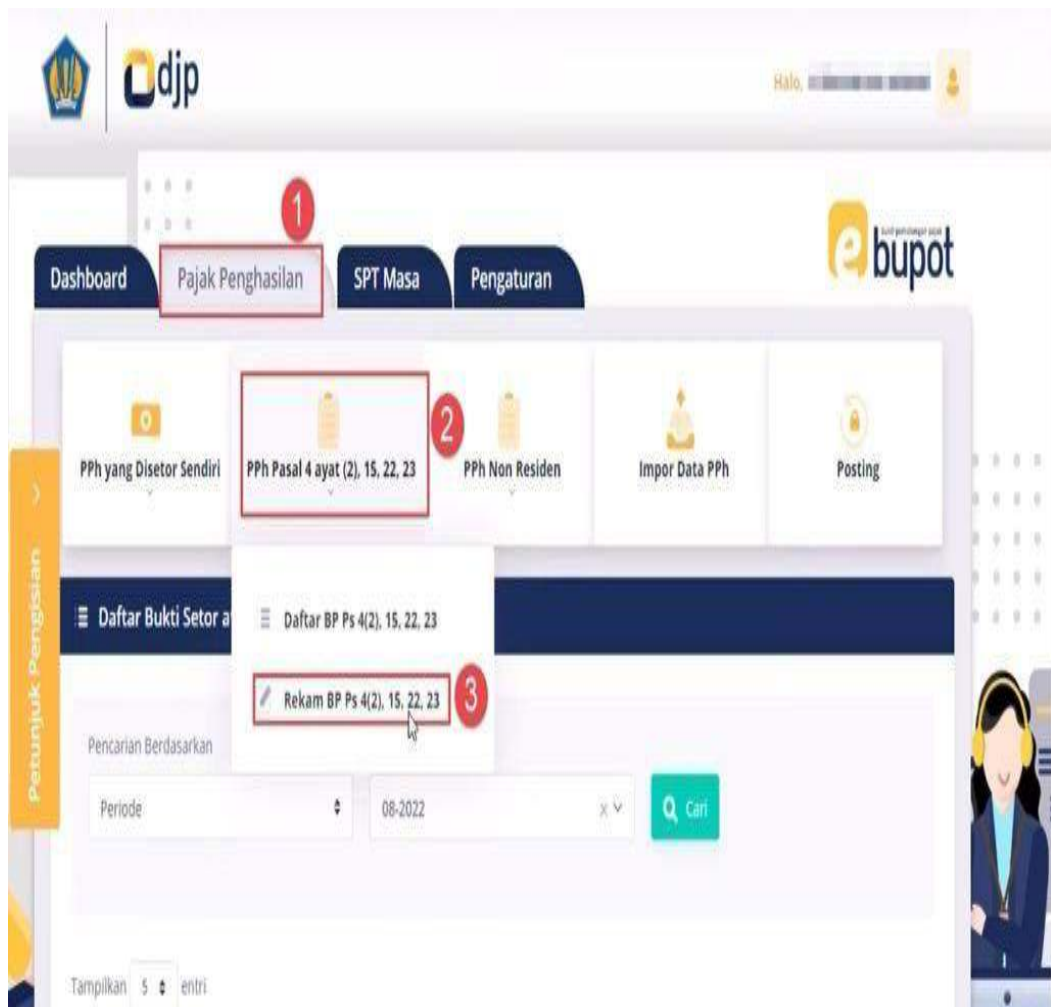 djp
Halo,
1
bupot
Dashboard
Pajak Penghasilan
SPT Masa
Pengaturan
2
PPh yang Disetor Sendiri
PPh Pasal 4 ayat (2), 15, 22, 23
PPh Non Residen
Impor Data PPh
Posting
Petunjuk Pengisian
Daftar Bukti Setor a
Daftar BP Ps 4(2), 15, 22, 23
Rekam BP Ps 4(2), 15, 22, 23
3
Pencarian Berdasarkan
Periode
08-2022
x
Cari
Tampilkan 5 entri